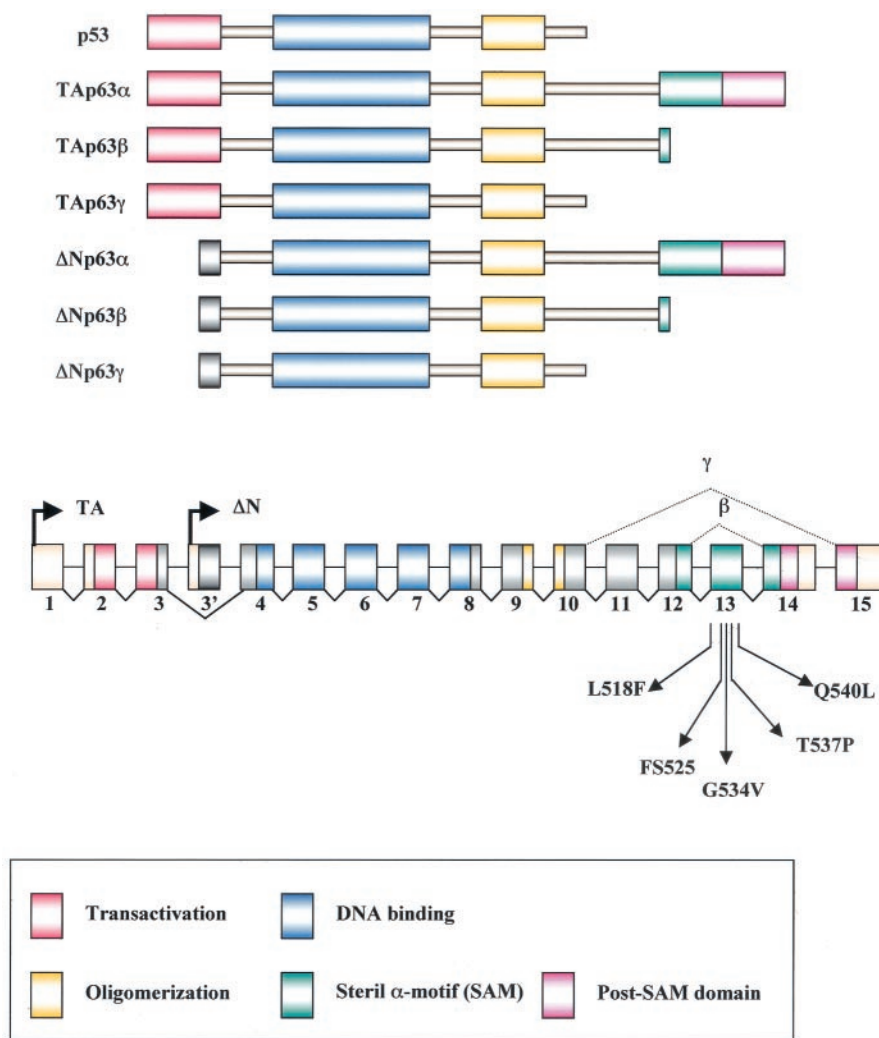 p53
TAp63α
TAp63β
TAp63γ
ΔNp63α
ΔNp63β
ΔNp63γ
γ
β
TA
ΔN
1 2 3 3' 4 5 6 7 8 9 10 11 12 13 14 15
L518F
Q540L
FS525
T537P
G534V
Transactivation
DNA binding
Oligomerization
Steril α-motif (SAM)
Post-SAM domain